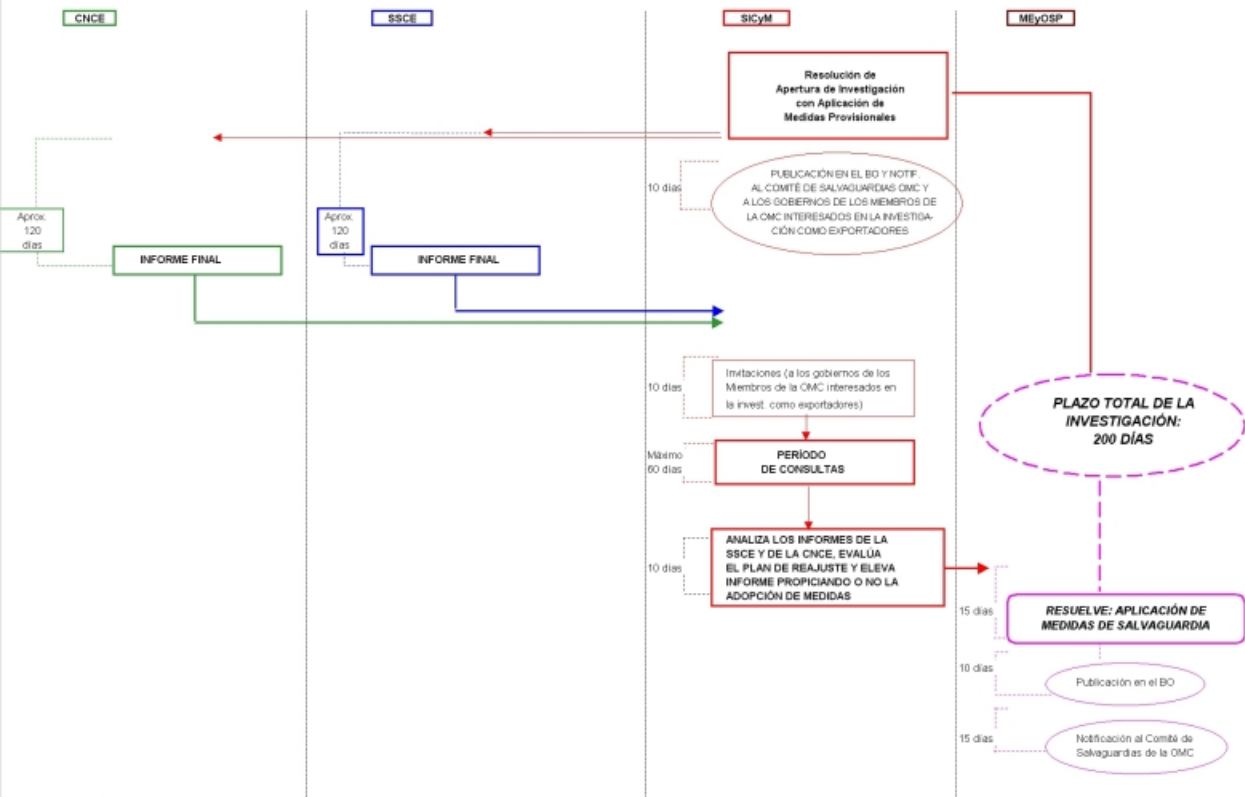 CNCE
SSCE
SICyM
MEyOSP
Resolución de
Apertura de Investigación
con Aplicación de
Medidas Provisionales
10 días
PUBLICACIÓN EN EL BO Y NOTIF.
AL COMITÉ DE SALVAGUARDIAS OMC Y
A LOS GOBIERNOS DE LOS MIEMBROS DE
LA OMC INTERESADOS EN LA INVESTIGA-
CIÓN COMO EXPORTADORES
Aprox.
120
días
INFORME FINAL
Aprox.
120
días
INFORME FINAL
10 días
Invitaciones (a los gobiernos de los
Miembros de la OMC interesados en
la invest. como exportadores)
Máximo
60 días
PERÍODO
DE CONSULTAS
10 días
ANALIZA LOS INFORMES DE LA
SSCE Y DE LA CNCE, EVALÚA
EL PLAN DE REAJUSTE Y ELEVA
INFORME PROPICIANDO O NO LA
ADOPCIÓN DE MEDIDAS
PLAZO TOTAL DE LA
INVESTIGACIÓN:
200 DÍAS
15 días
RESUELVE: APLICACIÓN DE
MEDIDAS DE SALVAGUARDIA
10 días
Publicación en el BO
15 días
Notificación al Comité de
Salvaguardias de la OMC